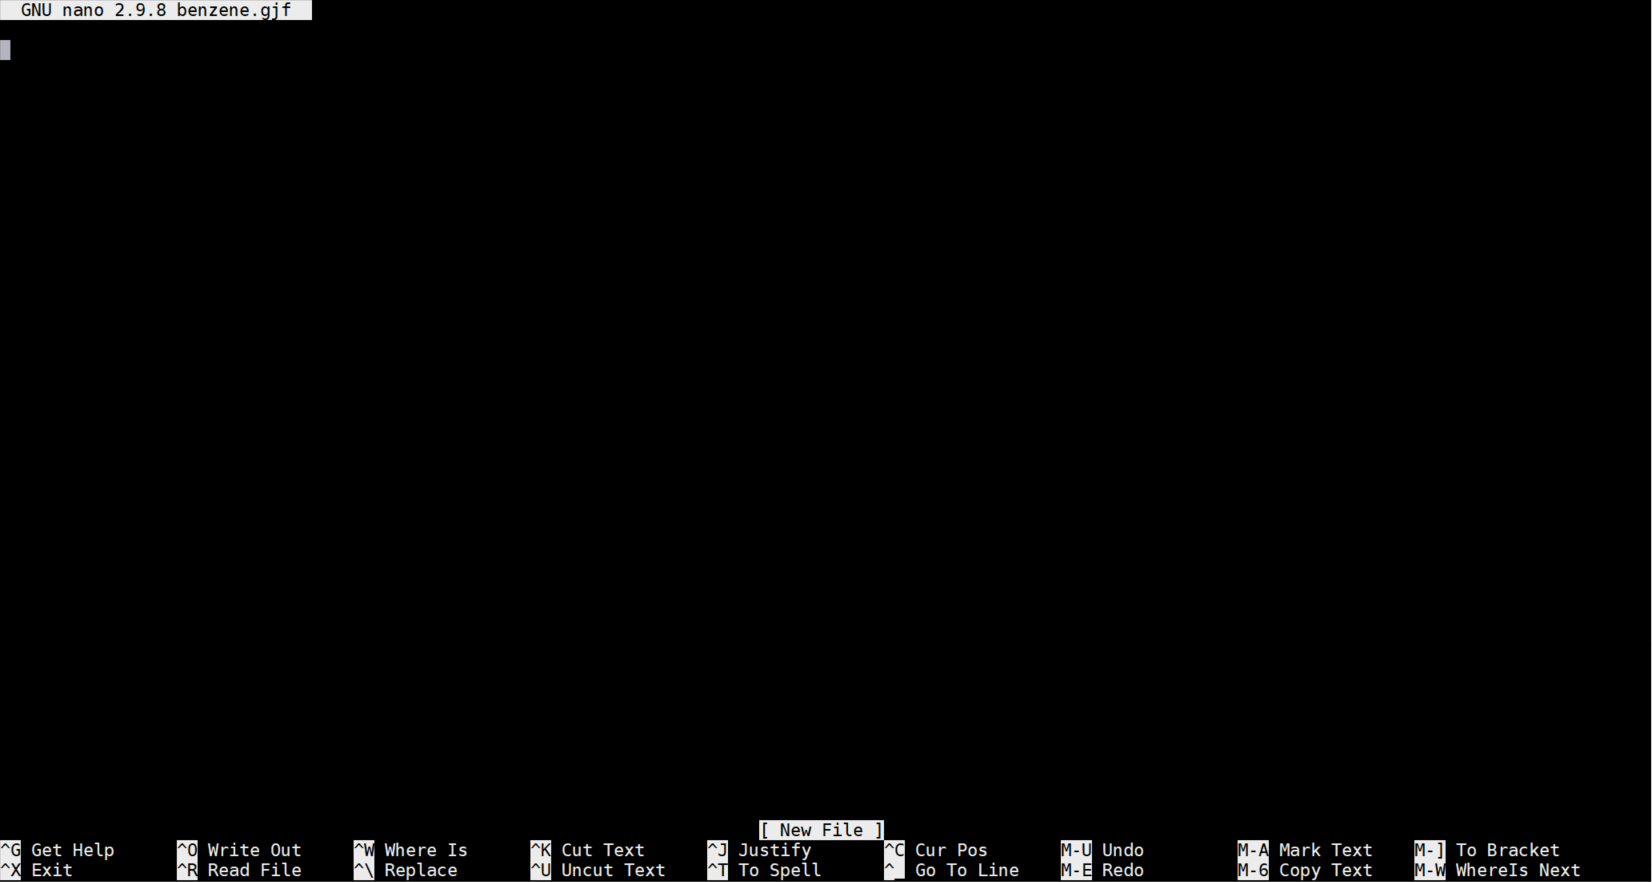 GNU nano 2.9.8 benzene.gjf
[ New File ]
^G Get Help ^O Write Out ^W Where Is ^K Cut Text ^J Justify ^C Cur Pos M-U Undo M-A Mark Text M-] To Bracket
^X Exit ^R Read File ^\ Replace ^U Uncut Text ^T To Spell ^_ Go To Line M-E Redo M-6 Copy Text M-W WhereIs Next